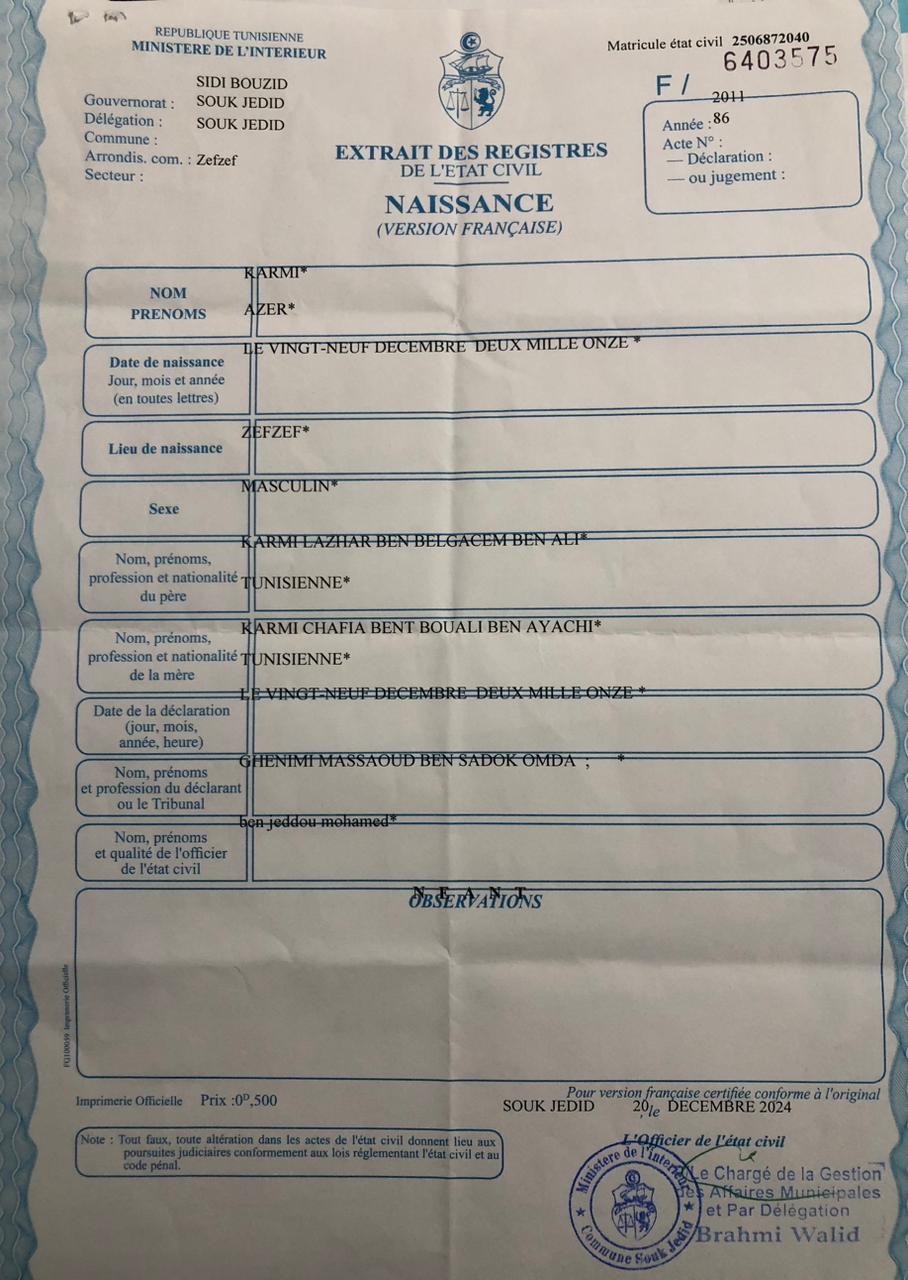 REPUBLIQUE TUNISIENNE
MINISTERE DE L'INTERIEUR
Matricule état civil 2506872040
6403575
F /
SIDI BOUZID
Gouvernorat : SOUK JEDID
Délégation : SOUK JEDID
Commune :
Arrondis. com. : Zefzef
Secteur :
2011
Année : 86
Acte N° :
— Déclaration :
— ou jugement :
EXTRAIT DES REGISTRES
DE L'ETAT CIVIL
NAISSANCE
(VERSION FRANÇAISE)
NOM
PRENOMS
KARMI*
AZER*
Date de naissance
Jour, mois et année
(en toutes lettres)
LE VINGT-NEUF DECEMBRE DEUX MILLE ONZE *
Lieu de naissance
ZEFZEF*
Sexe
MASCULIN*
Nom, prénoms,
profession et nationalité
du père
KARMI LAZHAR BEN BELGACEM BEN ALI*
TUNISIENNE*
Nom, prénoms,
profession et nationalité
de la mère
KARMI CHAFIA BENT BOUALI BEN AYACHI*
TUNISIENNE*
Date de la déclaration
(jour, mois,
année, heure)
LE VINGT-NEUF DECEMBRE DEUX MILLE ONZE *
Nom, prénoms
et profession du déclarant
ou le Tribunal
GHENIMI MASSAOUD BEN SADOK OMDA ; *
Nom, prénoms
et qualité de l'officier
de l'état civil
ben jeddou mohamed*
N E A N T
OBSERVATIONS
FG100059 Imprimerie Officielle
Imprimerie Officielle Prix :0ᴰ,500
Pour version française certifiée conforme à l'original
SOUK JEDID 20 ,le DECEMBRE 2024
L'Officier de l'état civil
Note : Tout faux, toute altération dans les actes de l'état civil donnent lieu aux
poursuites judiciaires conformement aux lois réglementant l'état civil et au
code pénal.
Ministere de l'Interieur
Commune Souk Jedid
Le Chargé de la Gestion
des Affaires Municipales
et Par Délégation
Brahmi Walid